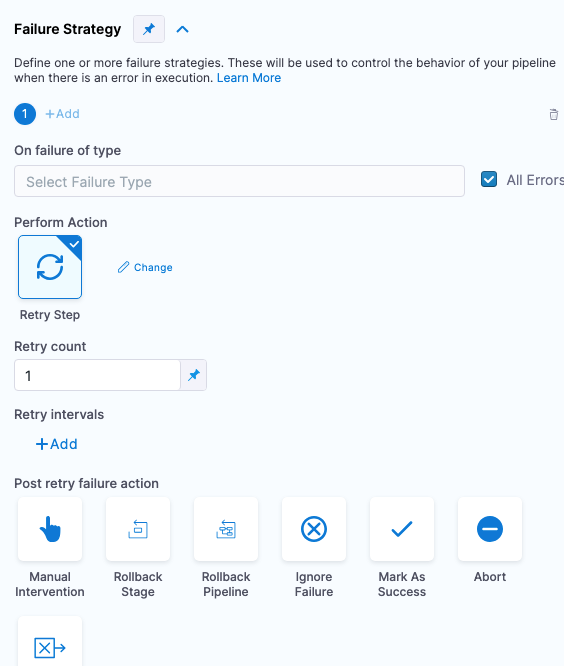 Failure Strategy
Define one or more failure strategies. These will be used to control the behavior of your pipeline
when there is an error in execution. Learn More
1 +Add
On failure of type
Select Failure Type
All Errors
Perform Action
Change
Retry Step
Retry count
1
Retry intervals
+Add
Post retry failure action
Manual
Intervention
Rollback
Stage
Rollback
Pipeline
Ignore
Failure
Mark As
Success
Abort